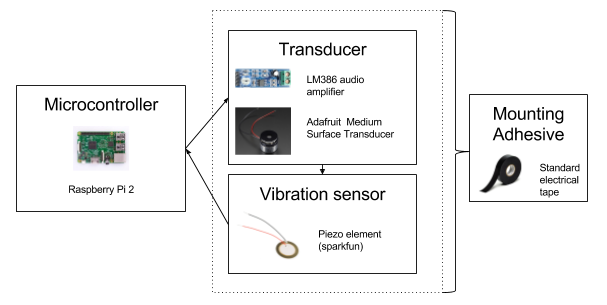 Microcontroller
Raspberry Pi 2
Transducer
LM386 audio
amplifier
Adafruit Medium
Surface Transducer
Vibration sensor
Piezo element
(sparkfun)
Mounting
Adhesive
Standard
electrical
tape